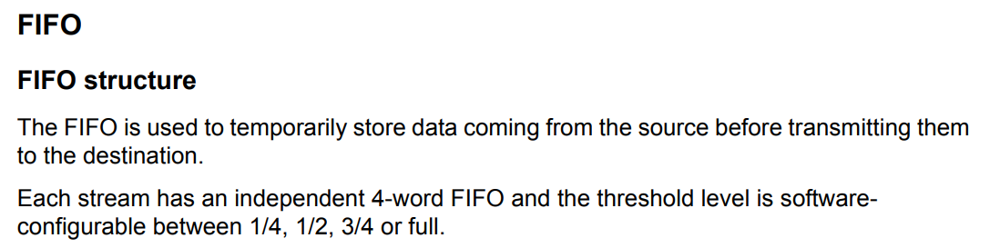 FIFO
FIFO structure
The FIFO is used to temporarily store data coming from the source before transmitting them
to the destination.
Each stream has an independent 4-word FIFO and the threshold level is software-
configurable between 1/4, 1/2, 3/4 or full.